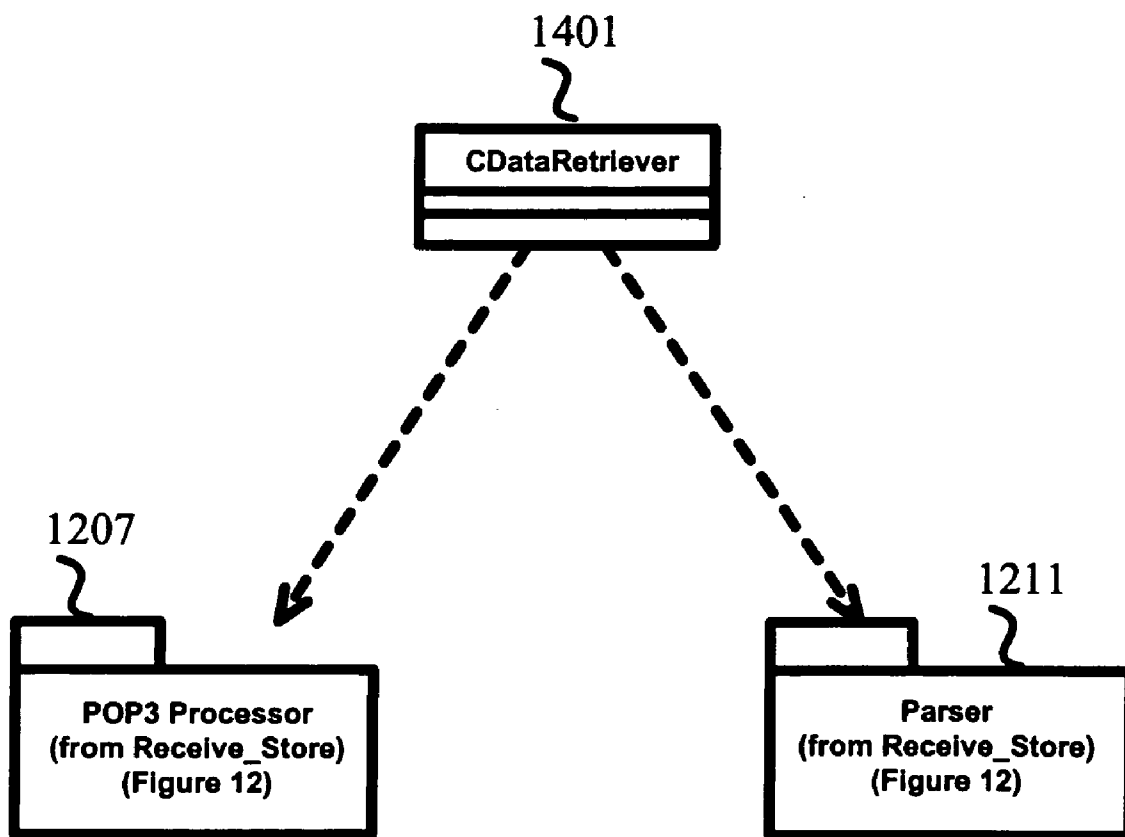 1401
CDataRetriever
1207
1211
POP3 Processor
(from Receive_Store)
(Figure 12)
Parser
(from Receive_Store)
(Figure 12)